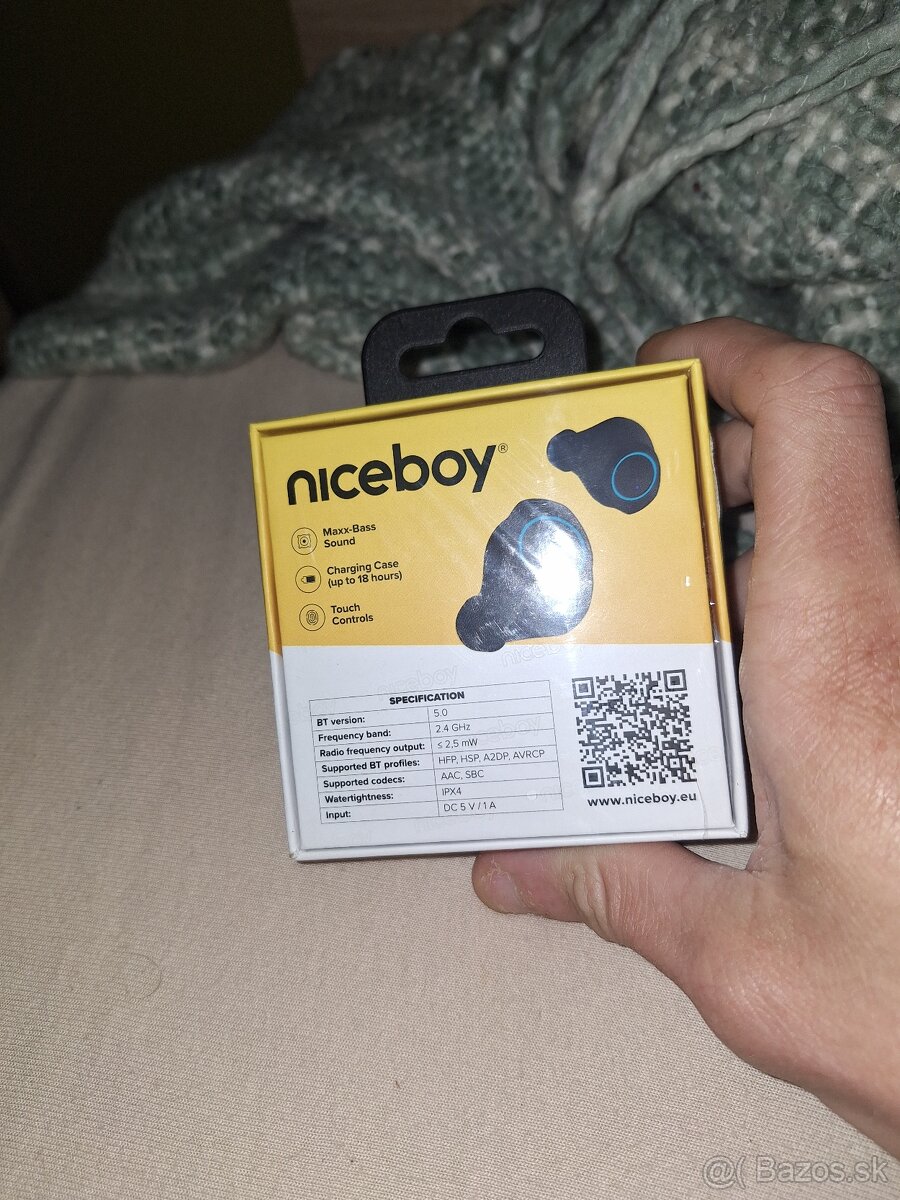 niceboy®
Maxx-Bass
Sound
Charging Case
(up to 18 hours)
Touch
Controls
SPECIFICATION
BT version: 5.0
Frequency band: 2.4 GHz
Radio frequency output: ≤ 2,5 mW
Supported BT profiles: HFP, HSP, A2DP, AVRCP
Supported codecs: AAC, SBC
Watertightness: IPX4
Input: DC 5 V / 1 A
www.niceboy.eu
@( Bazos.sk